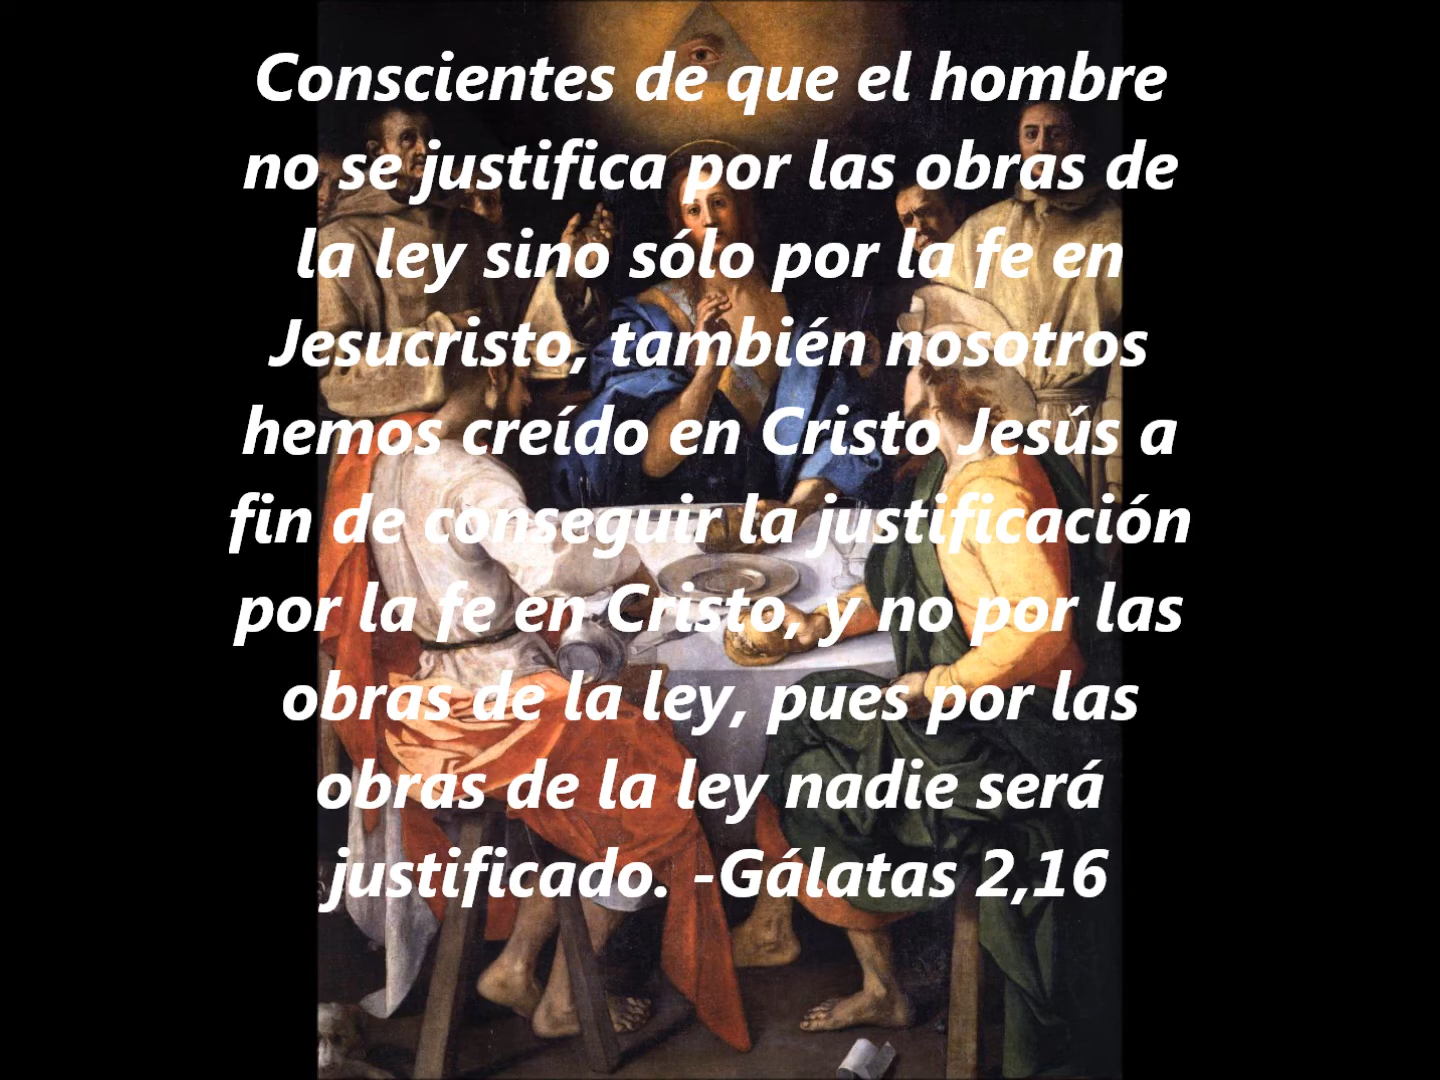 Conscientes de que el hombre
no se justifica por las obras de
la ley sino sólo por la fe en
Jesucristo, también nosotros
hemos creído en Cristo Jesús a
fin de conseguir la justificación
por la fe en Cristo, y no por las
obras de la ley, pues por las
obras de la ley nadie será
justificado. -Gálatas 2,16